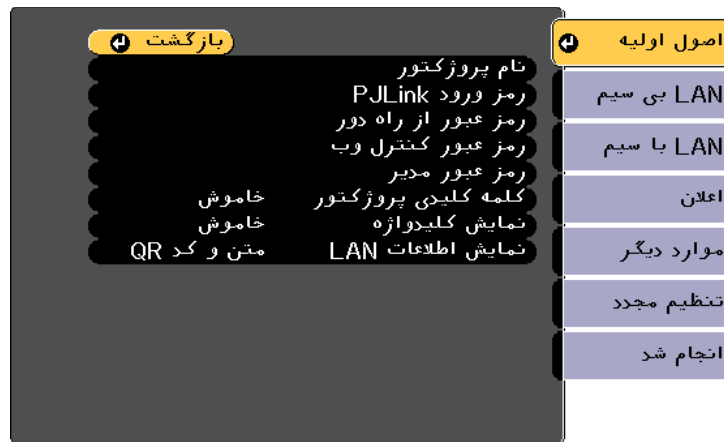 اصول اولیه
LAN بی سیم
LAN با سیم
اعلان
موارد دیگر
تنظیم مجدد
انجام شد
بازگشت
نام پروژکتور
رمز ورود PJLink
رمز عبور از راه دور
رمز عبور کنترل وب
رمز عبور مدیر
کلمه کلیدی پروژکتور خاموش
نمایش کلیدواژه خاموش
نمایش اطلاعات LAN متن و کد QR